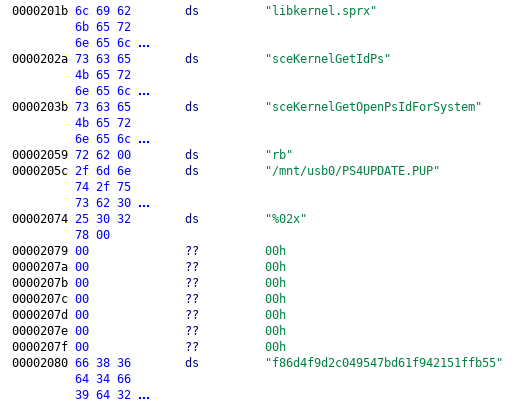 0000201b 6c 69 62 ds "libkernel.sprx"
6b 65 72
6e 65 6c ...
0000202a 73 63 65 ds "sceKernelGetIdPs"
4b 65 72
6e 65 6c ...
0000203b 73 63 65 ds "sceKernelGetOpenPsIdForSystem"
4b 65 72
6e 65 6c ...
00002059 72 62 00 ds "rb"
0000205c 2f 6d 6e ds "/mnt/usb0/PS4UPDATE.PUP"
74 2f 75
73 62 30 ...
00002074 25 30 32 ds "%02x"
78 00
00002079 00 ?? 00h
0000207a 00 ?? 00h
0000207b 00 ?? 00h
0000207c 00 ?? 00h
0000207d 00 ?? 00h
0000207e 00 ?? 00h
0000207f 00 ?? 00h
00002080 66 38 36 ds "f86d4f9d2c049547bd61f942151ffb55"
64 34 66
39 64 32 ...